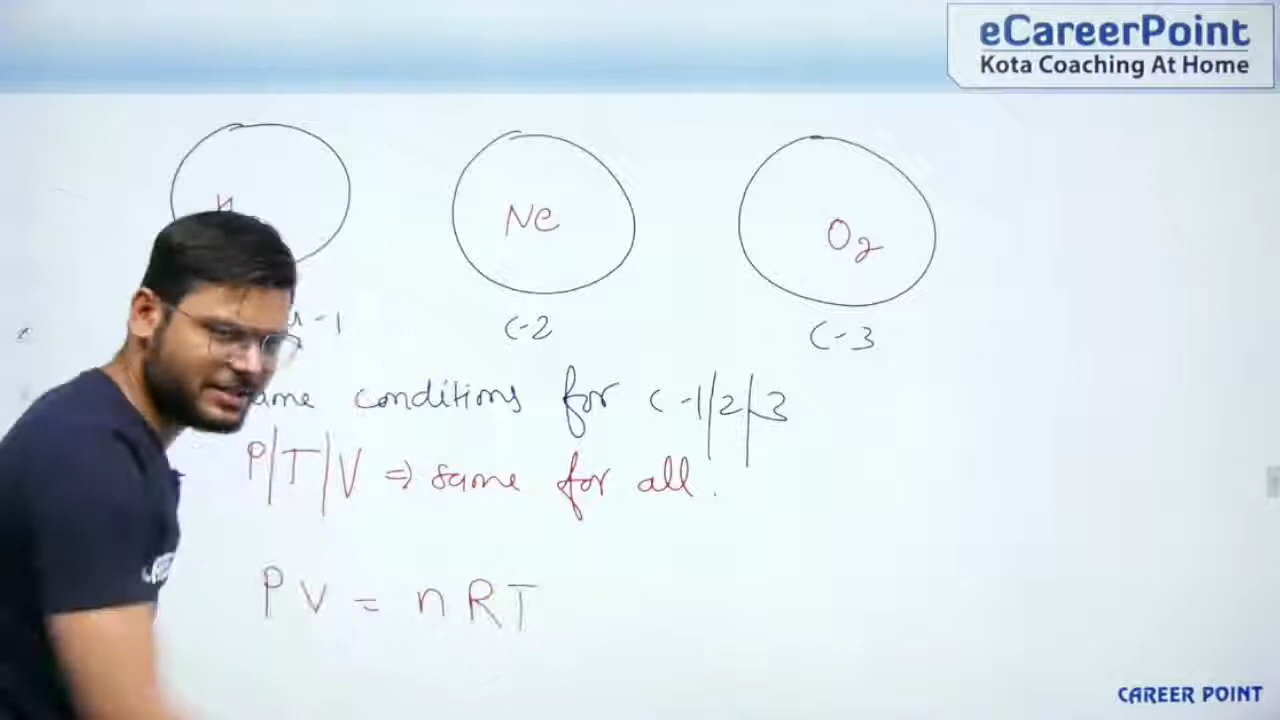 eCareerPoint
Kota Coaching At Home
Ne
O2
-1
C-2
C-3
conditions for C-1/2/3
P/T/V ⇒ same for all.
PV = nRT
CAREER POINT